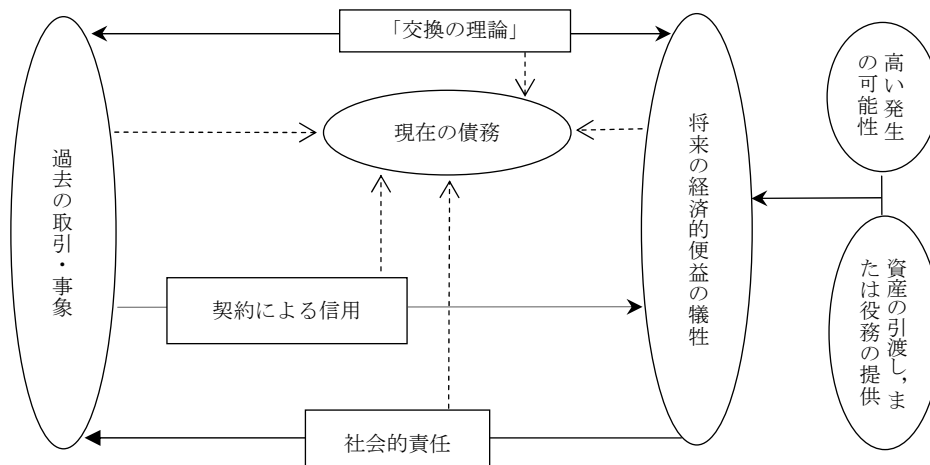 「交換の理論」
現在の債務
過去の取引・事象
将来の経済的便益の犠牲
高い発生
の可能性
資産の引渡し,ま
たは役務の提供
契約による信用
社会的責任